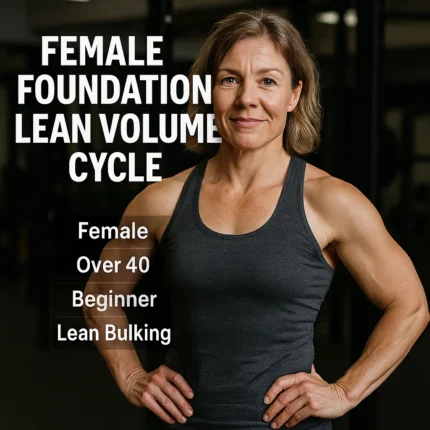 FEMALE
FOUNDATION
LEAN VOLUME
CYCLE
Female
Over 40
Beginner
Lean Bulking